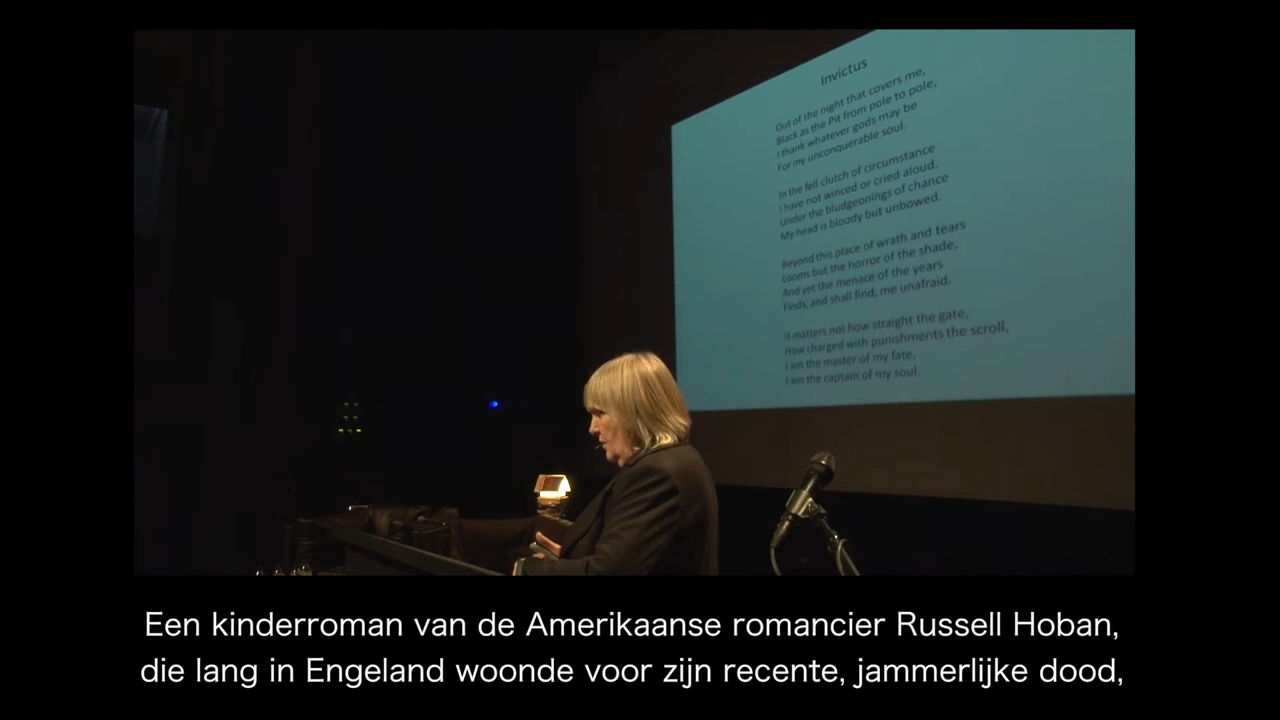 Invictus
Out of the night that covers me,
Black as the Pit from pole to pole,
I thank whatever gods may be
For my unconquerable soul.
In the fell clutch of circumstance
I have not winced or cried aloud.
Under the bludgeonings of chance
My head is bloody but unbowed.
Beyond this place of wrath and tears
Looms but the horror of the shade,
And yet the menace of the years
Finds, and shall find, me unafraid.
It matters not how straight the gate,
How charged with punishments the scroll,
I am the master of my fate,
I am the captain of my soul.
Een kinderroman van de Amerikaanse romancier Russell Hoban,
die lang in Engeland woonde voor zijn recente, jammerlijke dood,